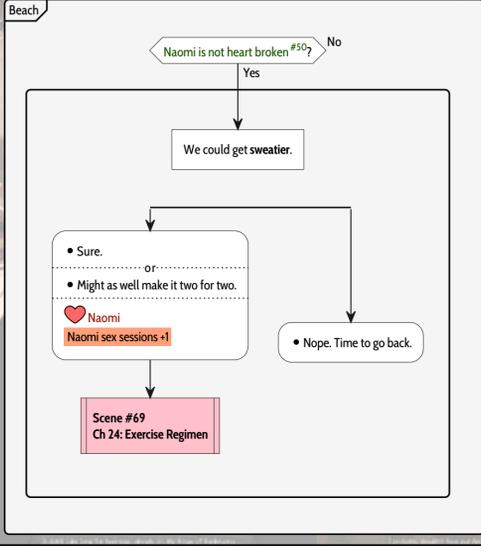 Beach
Naomi is not heart broken #50?
No
Yes
We could get sweatier.
• Sure.
or
• Might as well make it two for two.
Naomi
Naomi sex sessions +1
• Nope. Time to go back.
Scene #69
Ch 24: Exercise Regimen